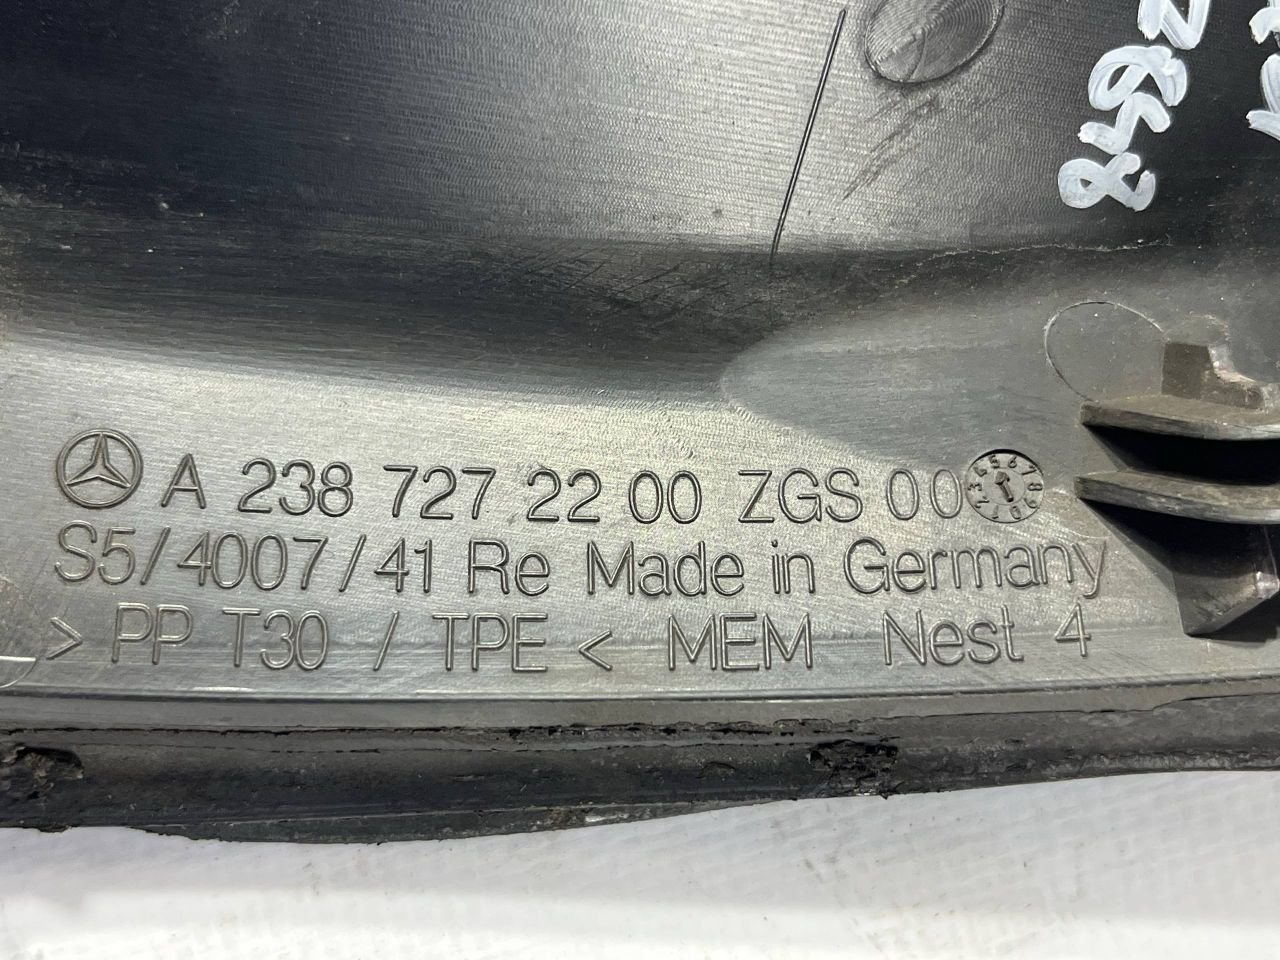 A 238 727 22 00 ZGS 00
S5/4007/41 Re Made in Germany
> PP T30 / TPE < MEM Nest 4